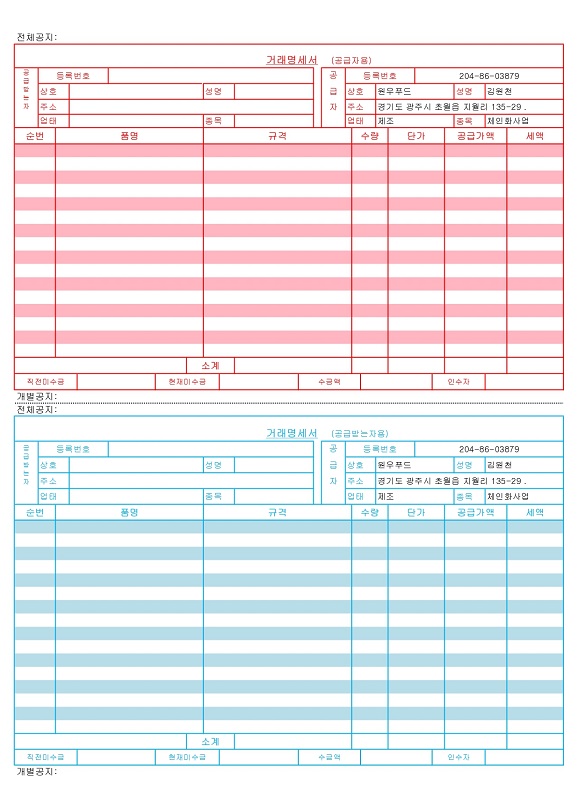 전체공지:
거래명세서 (공급자용)
공급받는자 등록번호 공급자 등록번호 204-86-03879
상호 성명 상호 원우푸드 성명 김원천
주소 주소 경기도 광주시 초월읍 지월리 135-29 .
업태 종목 업태 제조 종목 체인화사업
순번 품명 규격 수량 단가 공급가액 세액
소계
직전미수금 현재미수금 수금액 인수자
개별공지:
전체공지:
거래명세서 (공급받는자용)
공급받는자 등록번호 공급자 등록번호 204-86-03879
상호 성명 상호 원우푸드 성명 김원천
주소 주소 경기도 광주시 초월읍 지월리 135-29 .
업태 종목 업태 제조 종목 체인화사업
순번 품명 규격 수량 단가 공급가액 세액
소계
직전미수금 현재미수금 수금액 인수자
개별공지: